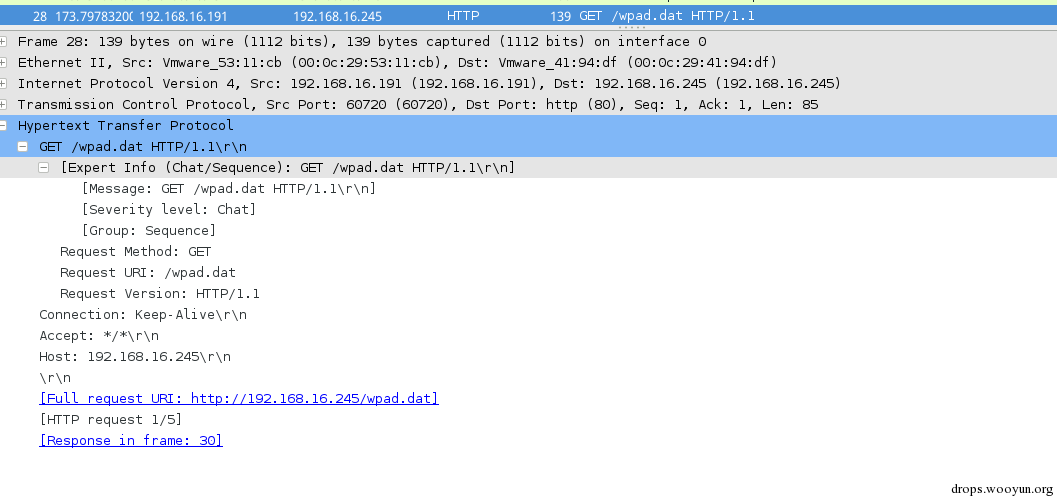 28 173.79783200 192.168.16.191 192.168.16.245 HTTP 139 GET /wpad.dat HTTP/1.1
Frame 28: 139 bytes on wire (1112 bits), 139 bytes captured (1112 bits) on interface 0
Ethernet II, Src: Vmware_53:11:cb (00:0c:29:53:11:cb), Dst: Vmware_41:94:df (00:0c:29:41:94:df)
Internet Protocol Version 4, Src: 192.168.16.191 (192.168.16.191), Dst: 192.168.16.245 (192.168.16.245)
Transmission Control Protocol, Src Port: 60720 (60720), Dst Port: http (80), Seq: 1, Ack: 1, Len: 85
Hypertext Transfer Protocol
GET /wpad.dat HTTP/1.1\r\n
[Expert Info (Chat/Sequence): GET /wpad.dat HTTP/1.1\r\n]
[Message: GET /wpad.dat HTTP/1.1\r\n]
[Severity level: Chat]
[Group: Sequence]
Request Method: GET
Request URI: /wpad.dat
Request Version: HTTP/1.1
Connection: Keep-Alive\r\n
Accept: */*\r\n
Host: 192.168.16.245\r\n
\r\n
[Full request URI: http://192.168.16.245/wpad.dat]
[HTTP request 1/5]
[Response in frame: 30]
drops.wooyun.org